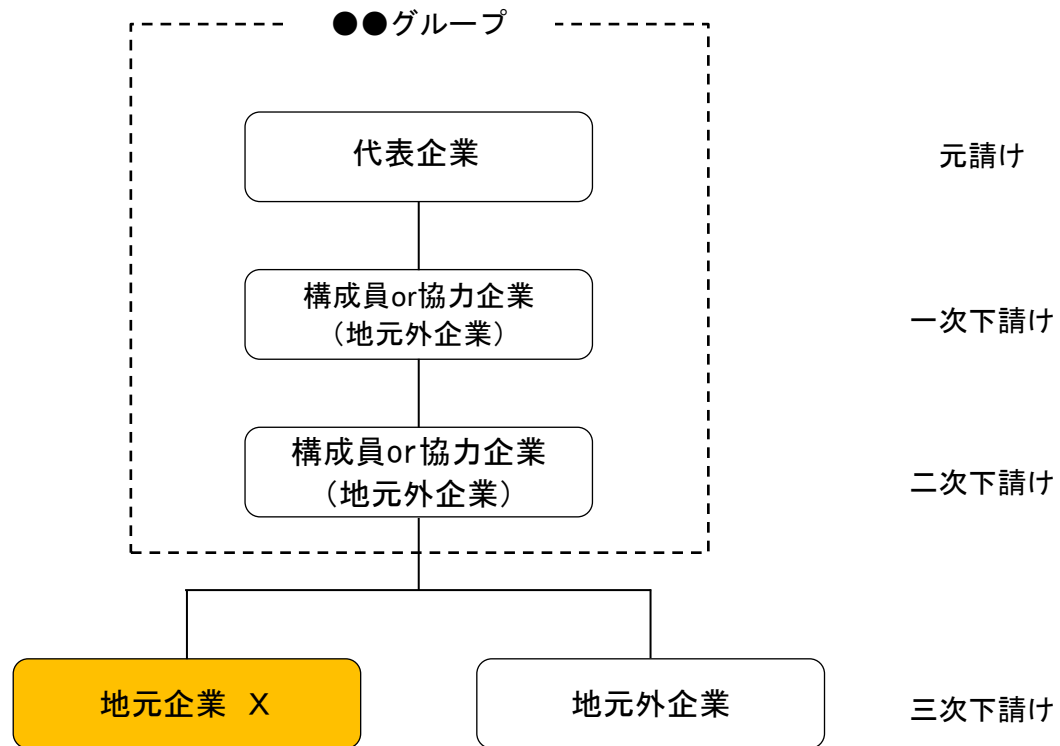 ●●グループ
代表企業
元請け
構成員or協力企業
（地元外企業）
一次下請け
構成員or協力企業
（地元外企業）
二次下請け
地元企業　X
地元外企業
三次下請け